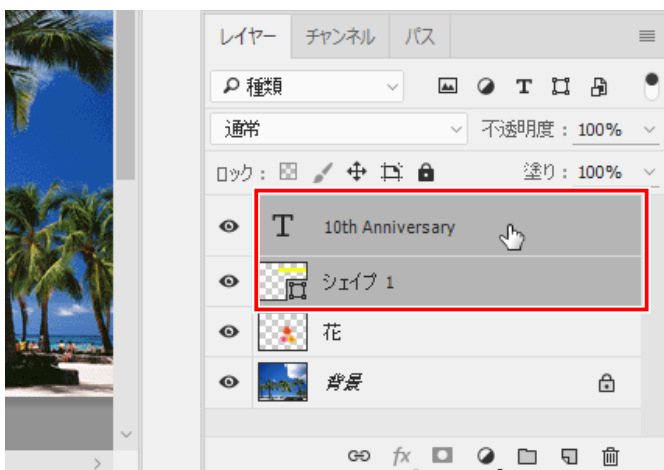 レイヤー チャンネル パス
種類
通常 不透明度： 100%
ロック： 塗り： 100%
T 10th Anniversary
シェイプ 1
花
背景
fx